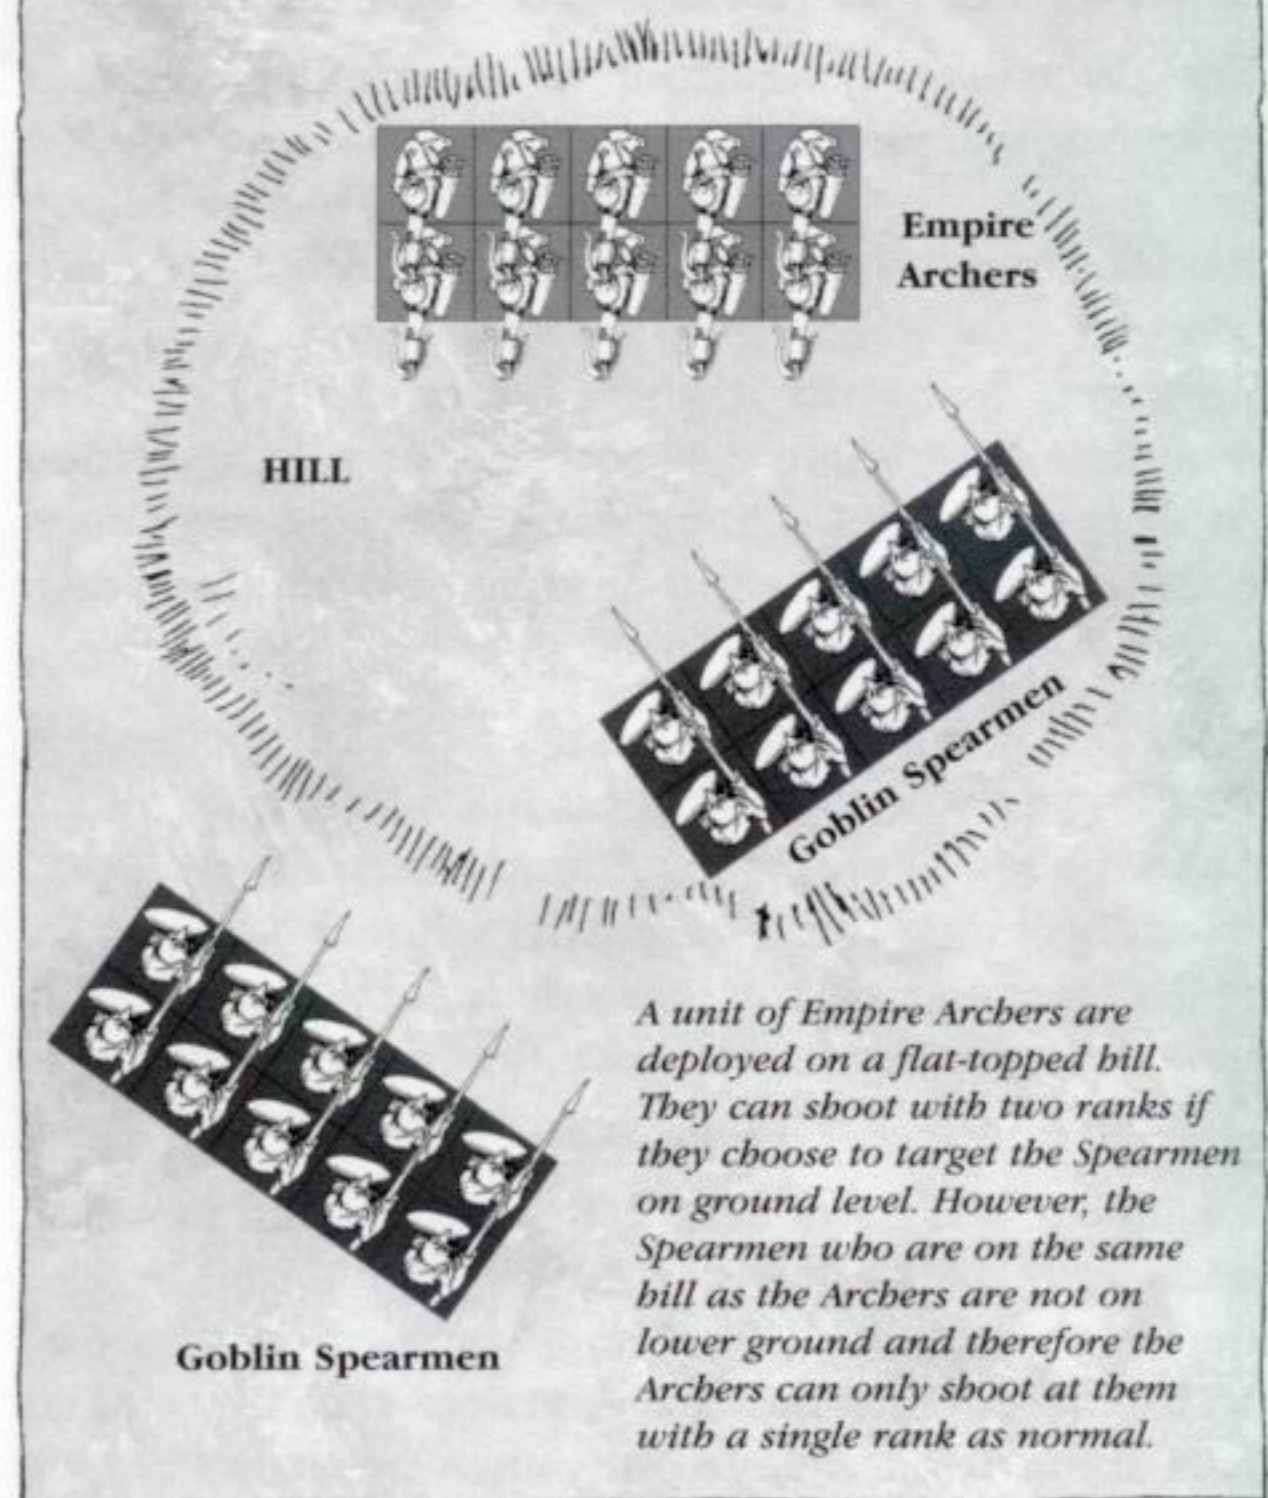 Empire
Archers
HILL
Goblin Spearmen
A unit of Empire Archers are
deployed on a flat-topped hill.
They can shoot with two ranks if
they choose to target the Spearmen
on ground level. However, the
Spearmen who are on the same
hill as the Archers are not on
lower ground and therefore the
Archers can only shoot at them
with a single rank as normal.
Goblin Spearmen